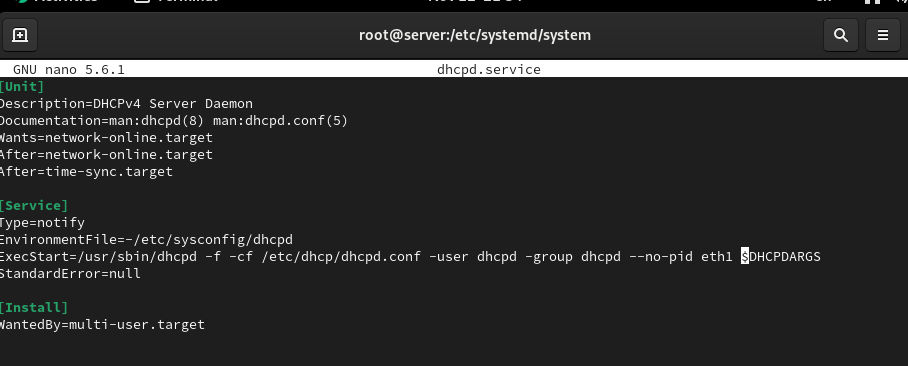 root@server:/etc/systemd/system
GNU nano 5.6.1 dhcpd.service
[Unit]
Description=DHCPv4 Server Daemon
Documentation=man:dhcpd(8) man:dhcpd.conf(5)
Wants=network-online.target
After=network-online.target
After=time-sync.target
[Service]
Type=notify
EnvironmentFile=-/etc/sysconfig/dhcpd
ExecStart=/usr/sbin/dhcpd -f -cf /etc/dhcp/dhcpd.conf -user dhcpd -group dhcpd --no-pid eth1 $DHCPDARGS
StandardError=null
[Install]
WantedBy=multi-user.target